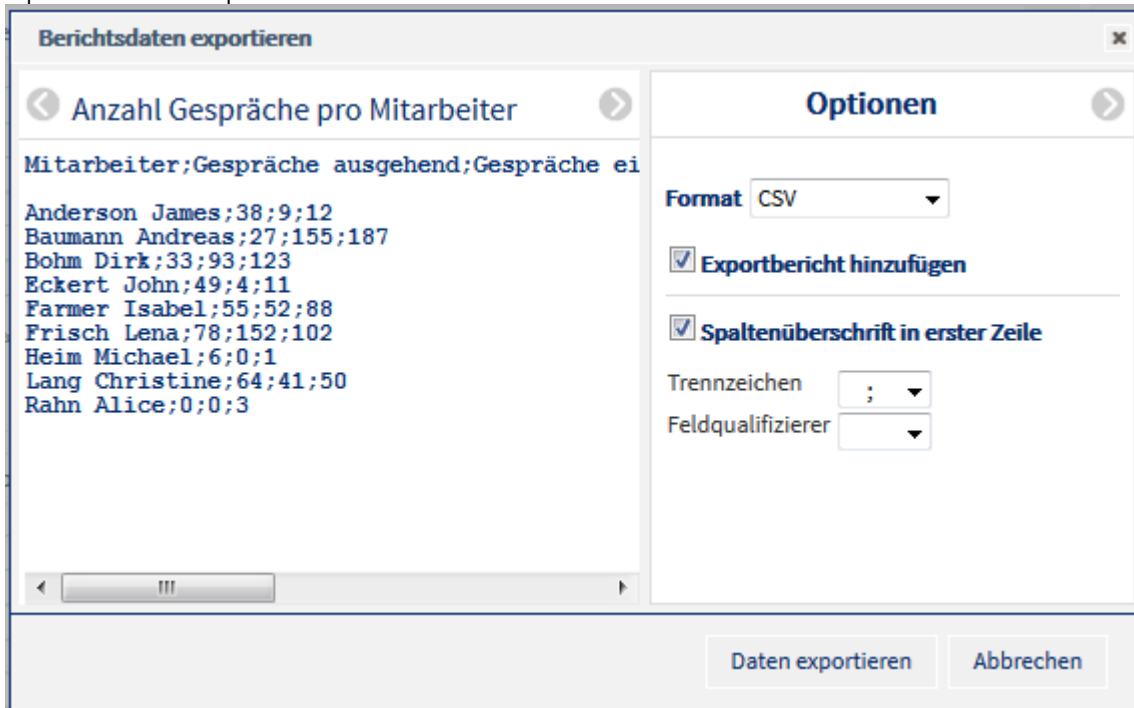 Berichtsdaten exportieren
Anzahl Gespräche pro Mitarbeiter
Mitarbeiter;Gespräche ausgehend;Gespräche ei
Anderson James;38;9;12
Baumann Andreas;27;155;187
Bohm Dirk;33;93;123
Eckert John;49;4;11
Farmer Isabel;55;52;88
Frisch Lena;78;152;102
Heim Michael;6;0;1
Lang Christine;64;41;50
Rahn Alice;0;0;3
Optionen
Format CSV
Exportbericht hinzufügen
Spaltenüberschrift in erster Zeile
Trennzeichen ;
Feldqualifizierer
Daten exportieren Abbrechen